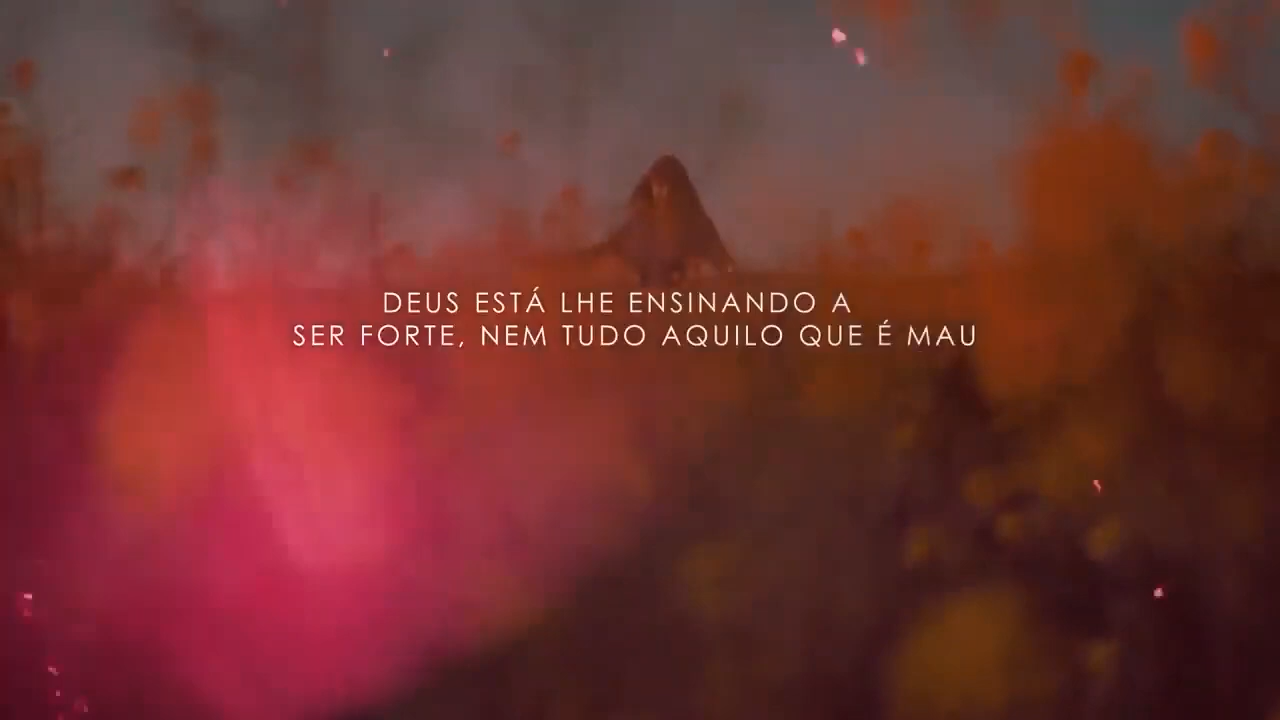 DEUS ESTÁ LHE ENSINANDO A
SER FORTE, NEM TUDO AQUILO QUE É MAU